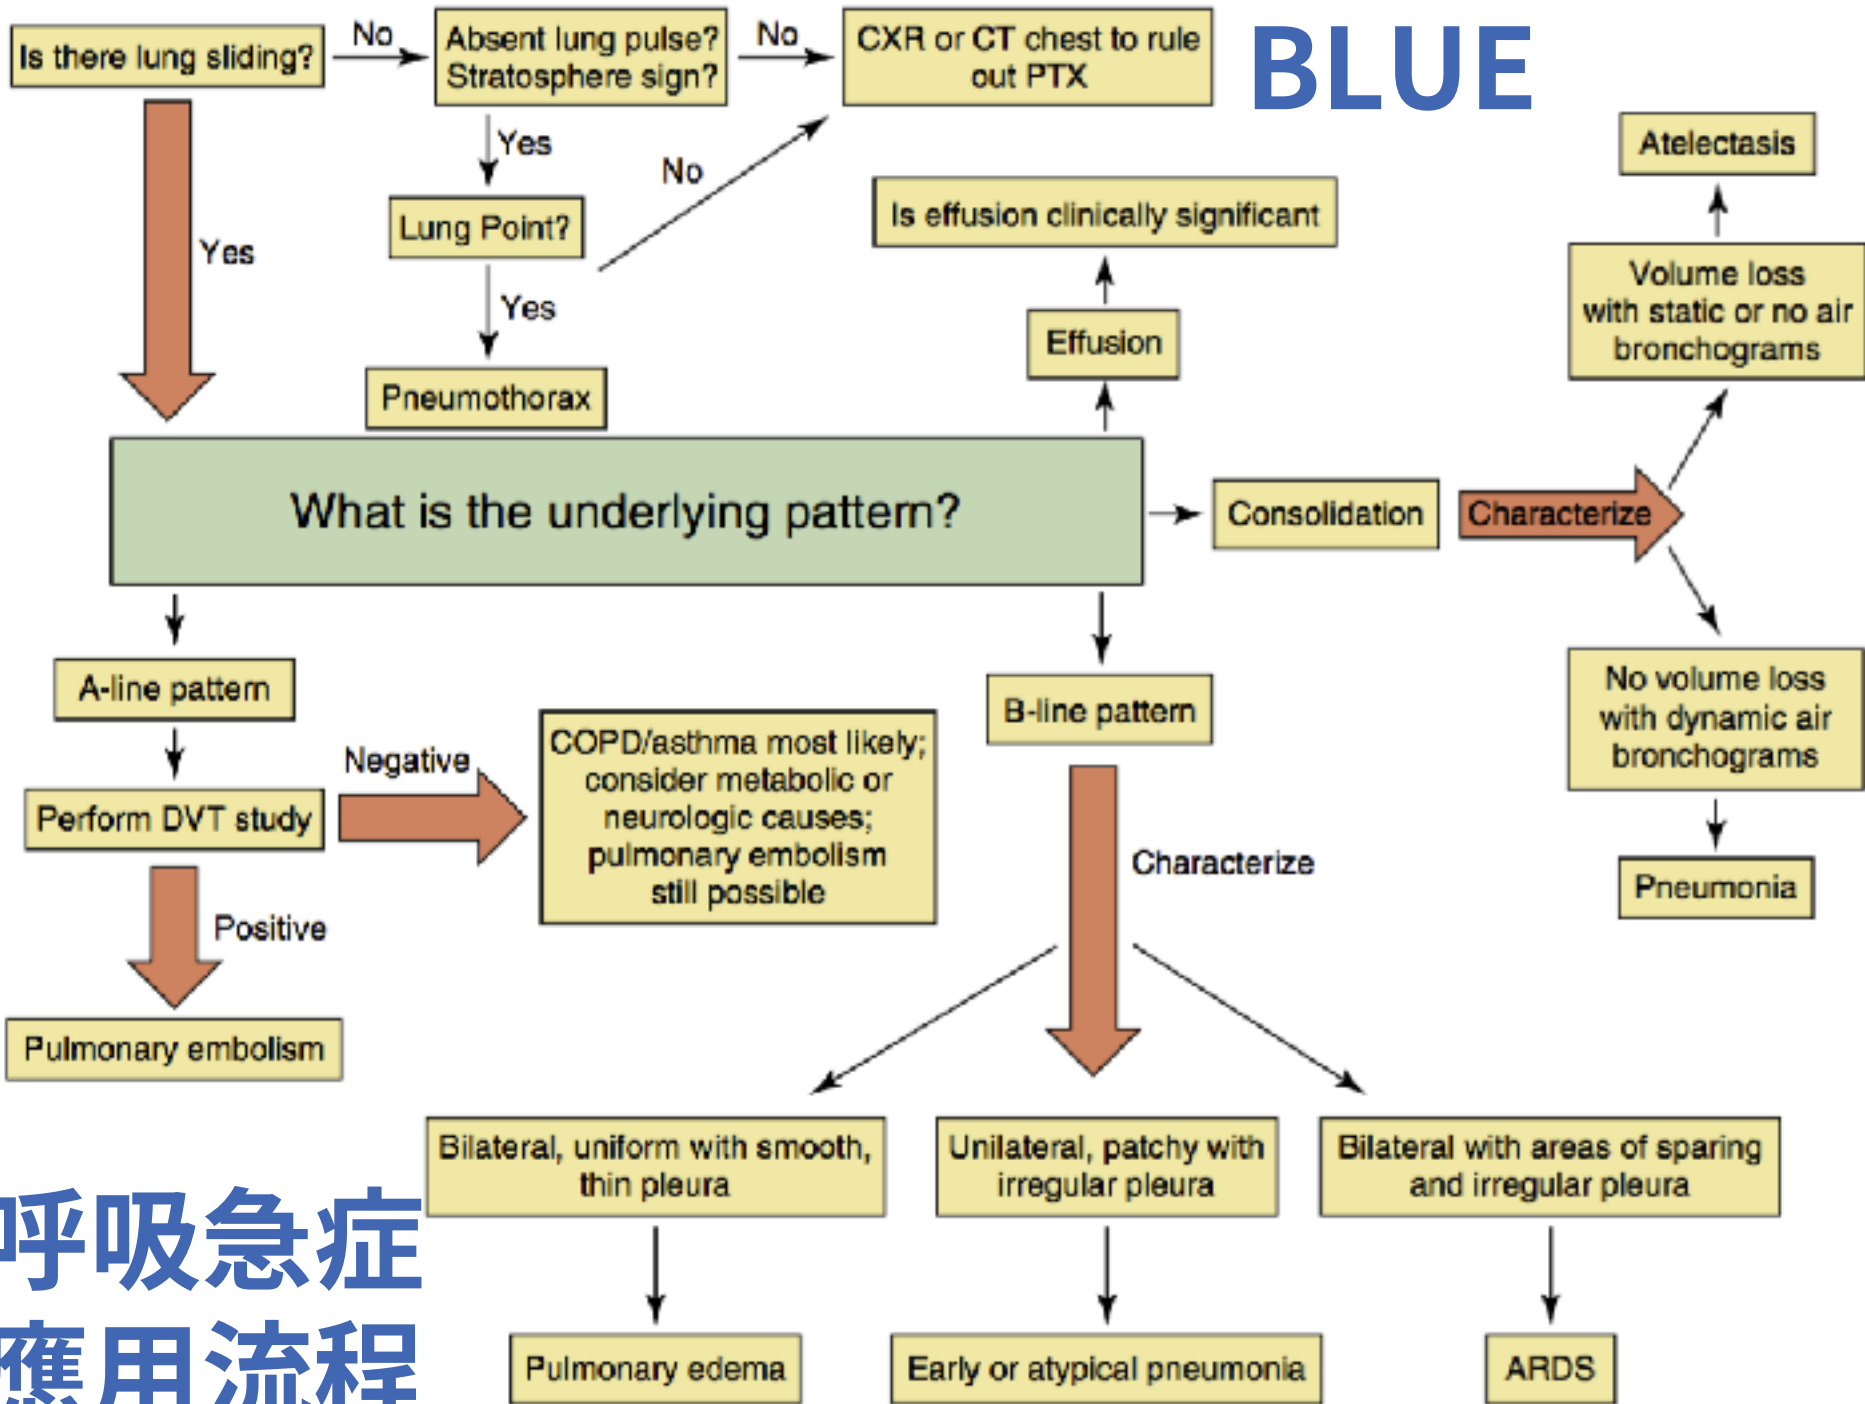 Is there lung sliding?
No
Absent lung pulse?
Stratosphere sign?
No
CXR or CT chest to rule
out PTX
BLUE
Yes
Yes
Lung Point?
No
Yes
Pneumothorax
Is effusion clinically significant
Effusion
Atelectasis
Volume loss
with static or no air
bronchograms
What is the underlying pattern?
Consolidation
Characterize
No volume loss
with dynamic air
bronchograms
Pneumonia
A-line pattern
Perform DVT study
Negative
COPD/asthma most likely;
consider metabolic or
neurologic causes;
pulmonary embolism
still possible
Positive
Pulmonary embolism
B-line pattern
Characterize
Bilateral, uniform with smooth,
thin pleura
Unilateral, patchy with
irregular pleura
Bilateral with areas of sparing
and irregular pleura
Pulmonary edema
Early or atypical pneumonia
ARDS
呼吸急症
應用流程